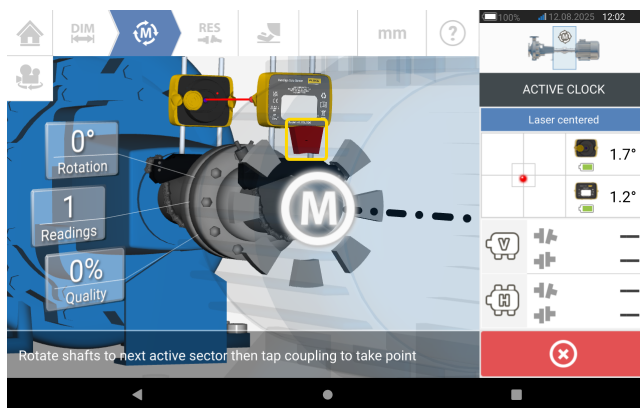 DIM
RES
mm
?
100%
12.08.2025
12:02
ACTIVE CLOCK
Laser centered
1.7°
1.2°
0°
Rotation
1
Readings
0%
Quality
M
V
H
Rotate shafts to next active sector then tap coupling to take point